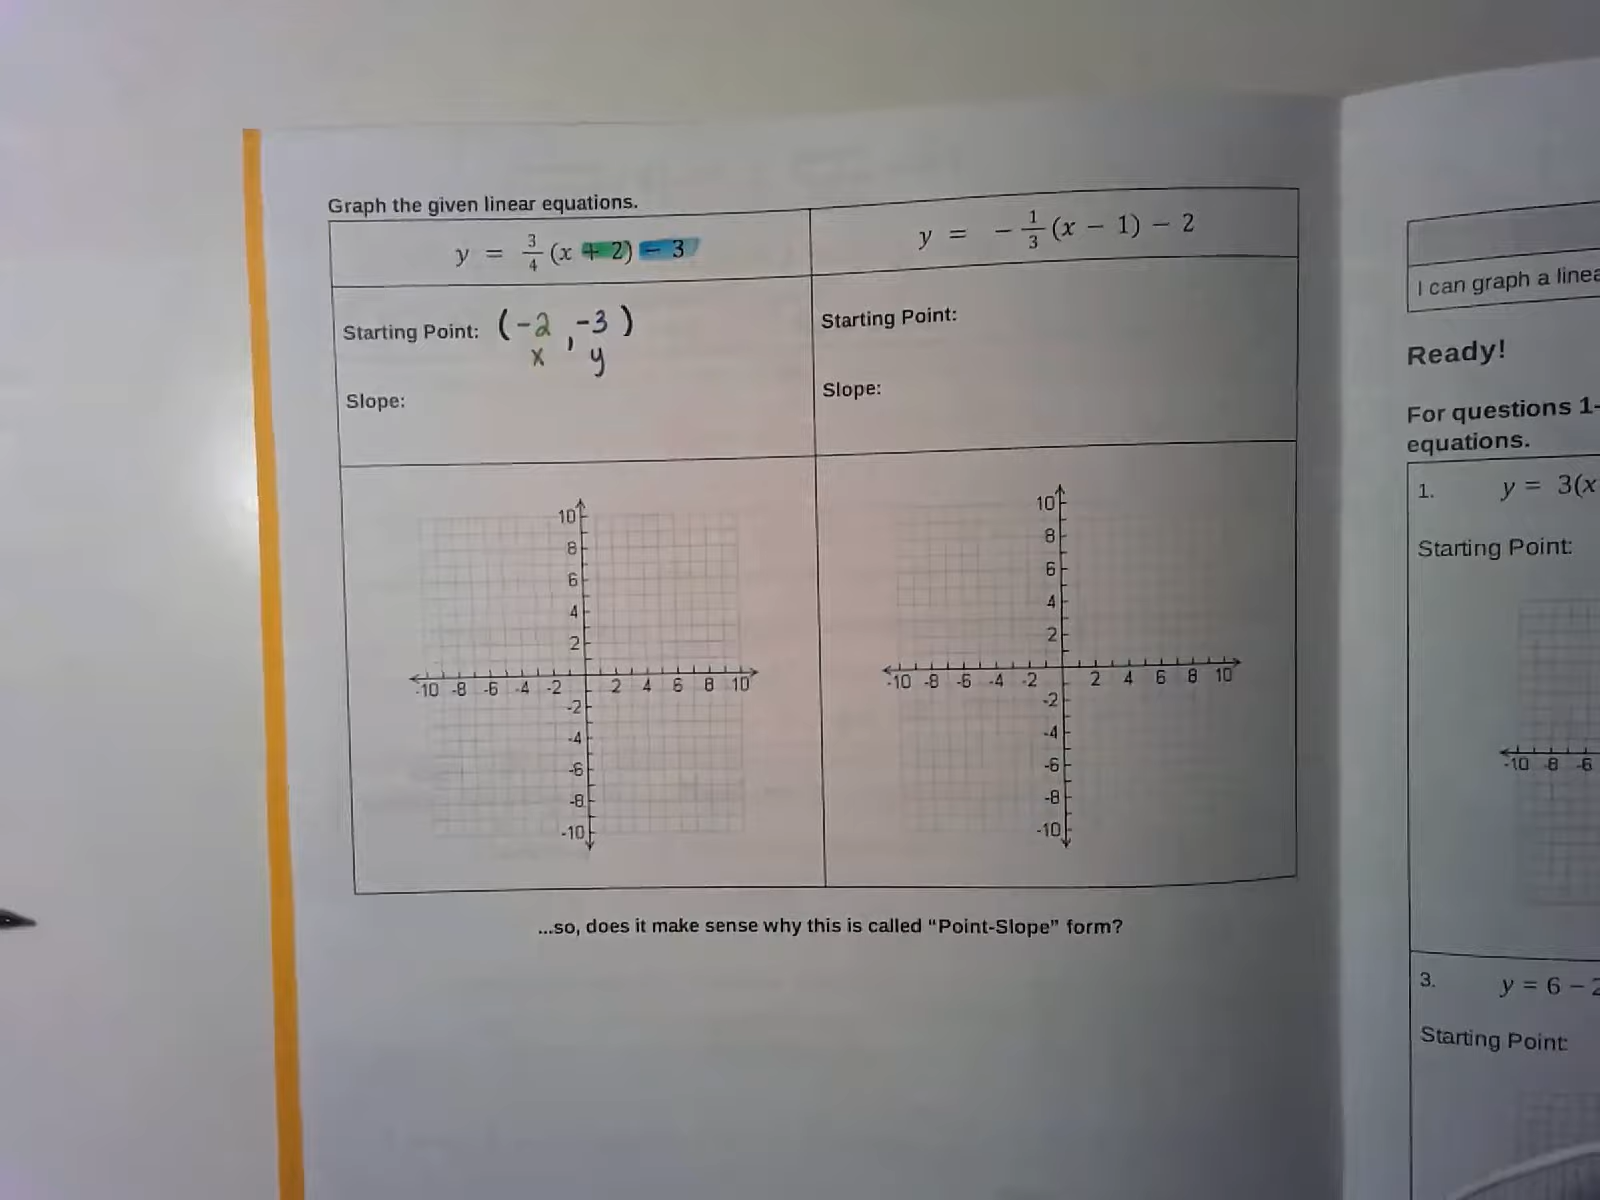 Graph the given linear equations.
y = 3/4 (x + 2) − 3
y = − 1/3 (x − 1) − 2
Starting Point: (-2, -3)
x y
Slope:
Starting Point:
Slope:
10
8
6
4
2
-10 -8 -6 -4 -2 2 4 6 8 10
-2
-4
-6
-8
-10
10
8
6
4
2
-10 -8 -6 -4 -2 2 4 6 8 10
-2
-4
-6
-8
-10
...so, does it make sense why this is called “Point-Slope” form?
I can graph a
Ready!
For questions
equations.
1. y = 3(x
Starting Point:
-10 -8 -6
3. y = 6 −
Starting Point: